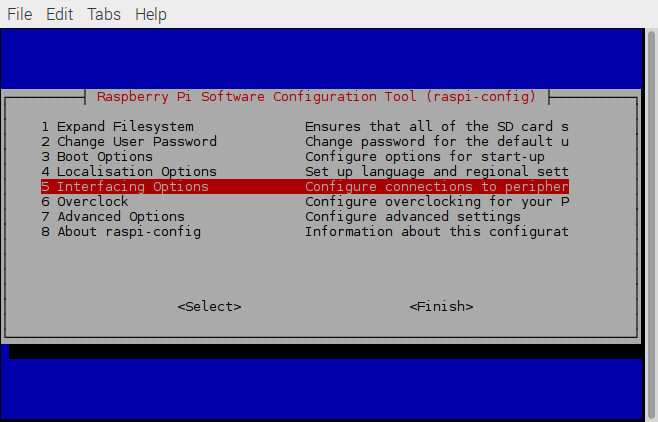 File Edit Tabs Help
Raspberry Pi Software Configuration Tool (raspi-config)
1 Expand Filesystem Ensures that all of the SD card s
2 Change User Password Change password for the default u
3 Boot Options Configure options for start-up
4 Localisation Options Set up language and regional sett
5 Interfacing Options Configure connections to peripher
6 Overclock Configure overclocking for your P
7 Advanced Options Configure advanced settings
8 About raspi-config Information about this configurat
<Select> <Finish>